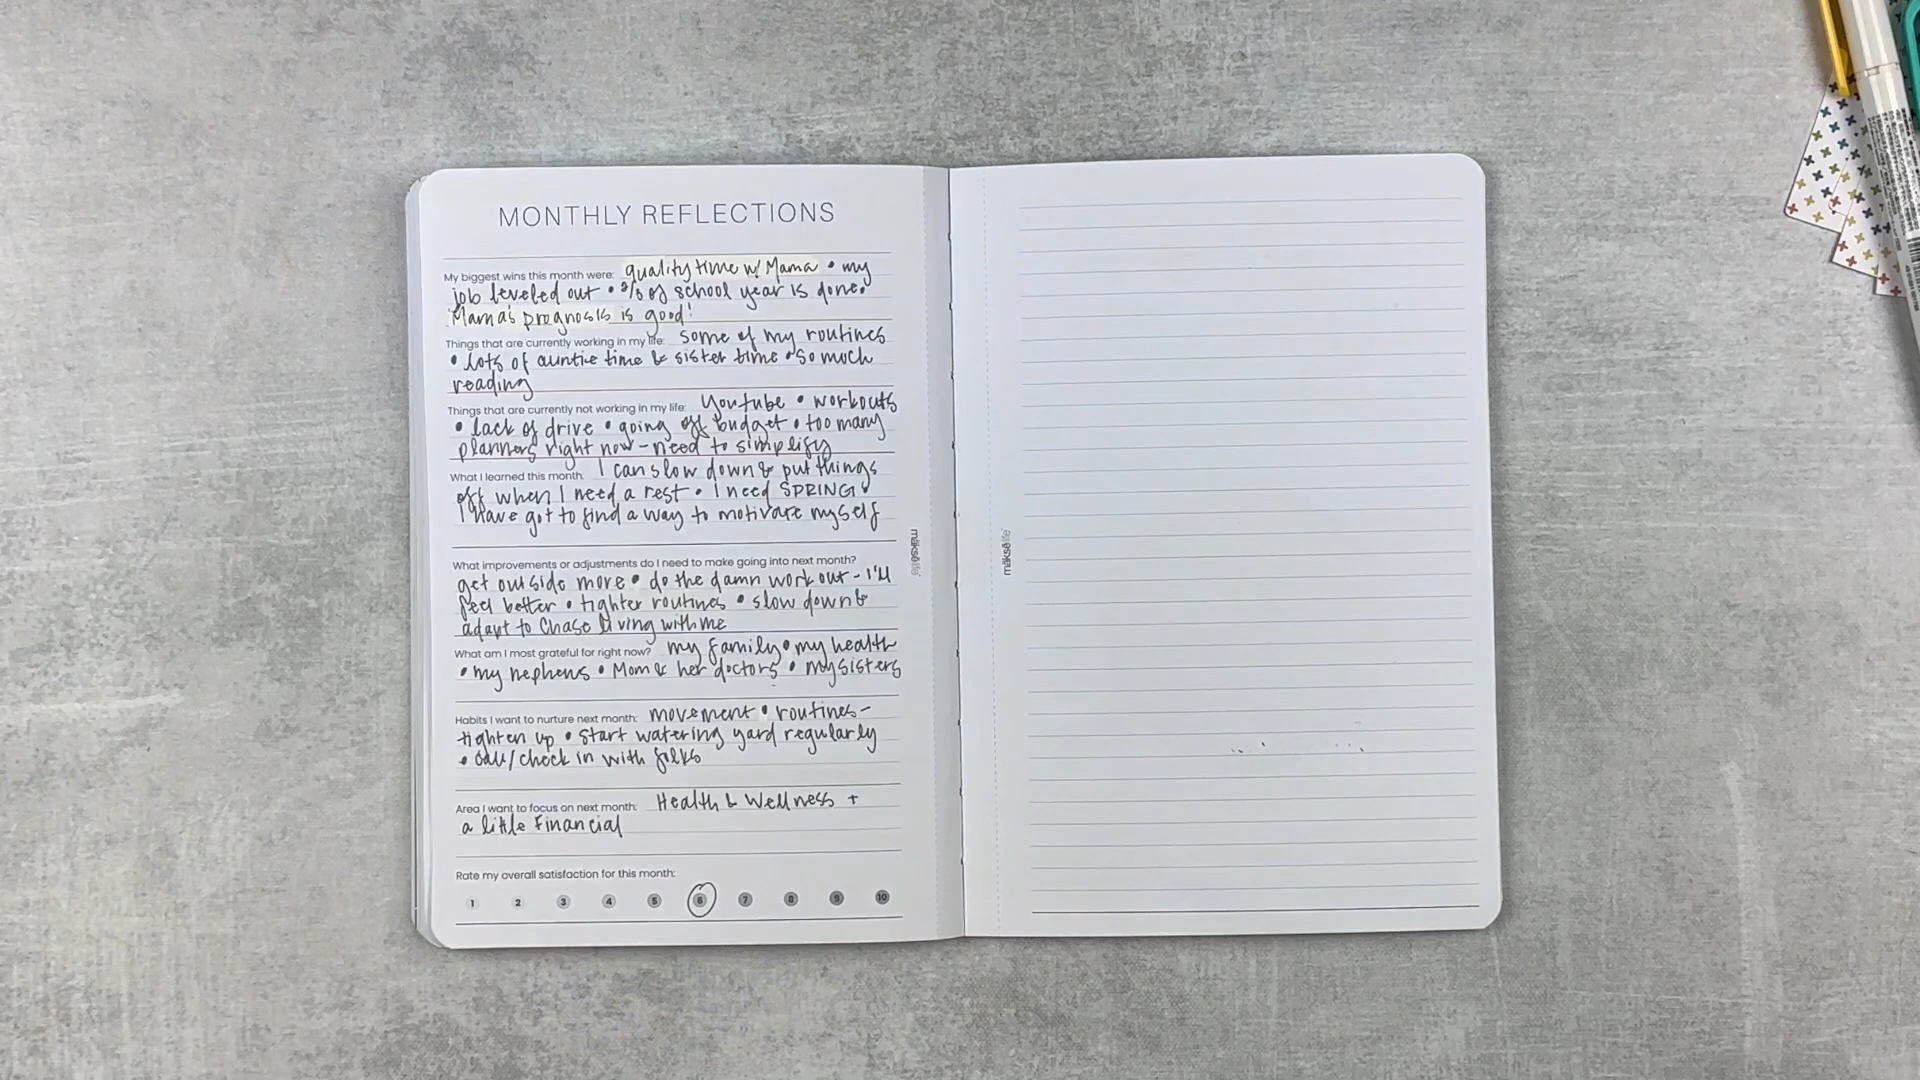 MONTHLY REFLECTIONS
My biggest wins this month were: quality time w/ Mama • my
job leveled out • 2/3 of school year is done •
Mama's prognosis is good!
Things that are currently working in my life: some of my routines
• lots of auntie time & sister time • so much
reading
Things that are currently not working in my life: Youtube • workouts
• lack of drive • going off budget • too many
planners right now - need to simplify
What I learned this month: I can slow down & put things
off when I need a rest • I need SPRING •
I have got to find a way to motivate myself
What improvements or adjustments do I need to make going into next month?
get outside more • do the damn work out - I'll
feel better • tighter routines • slow down &
adapt to Chase living with me
What am I most grateful for right now? my family • my health
• my nephews • Mom & her doctors • my sisters
Habits I want to nurture next month: movement • routines -
tighten up • start watering yard regularly
• call/check in with folks
Area I want to focus on next month: Health & Wellness +
a little Financial
Rate my overall satisfaction for this month:
1 2 3 4 5 6 7 8 9 10
māksēlife
māksēlife